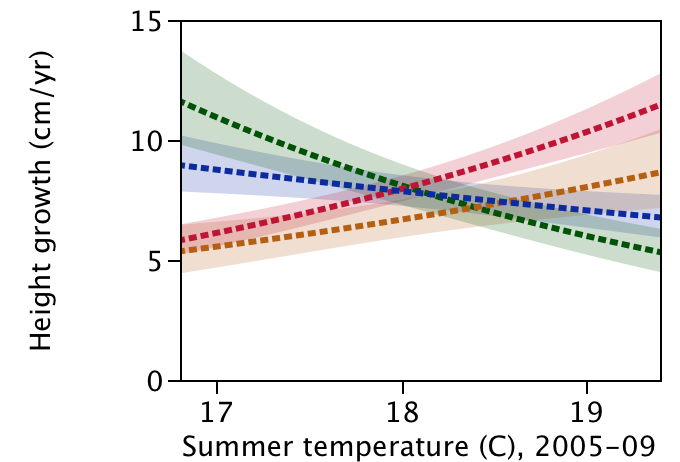 15
10
5
0
Height growth (cm/yr)
17 18 19
Summer temperature (C), 2005–09